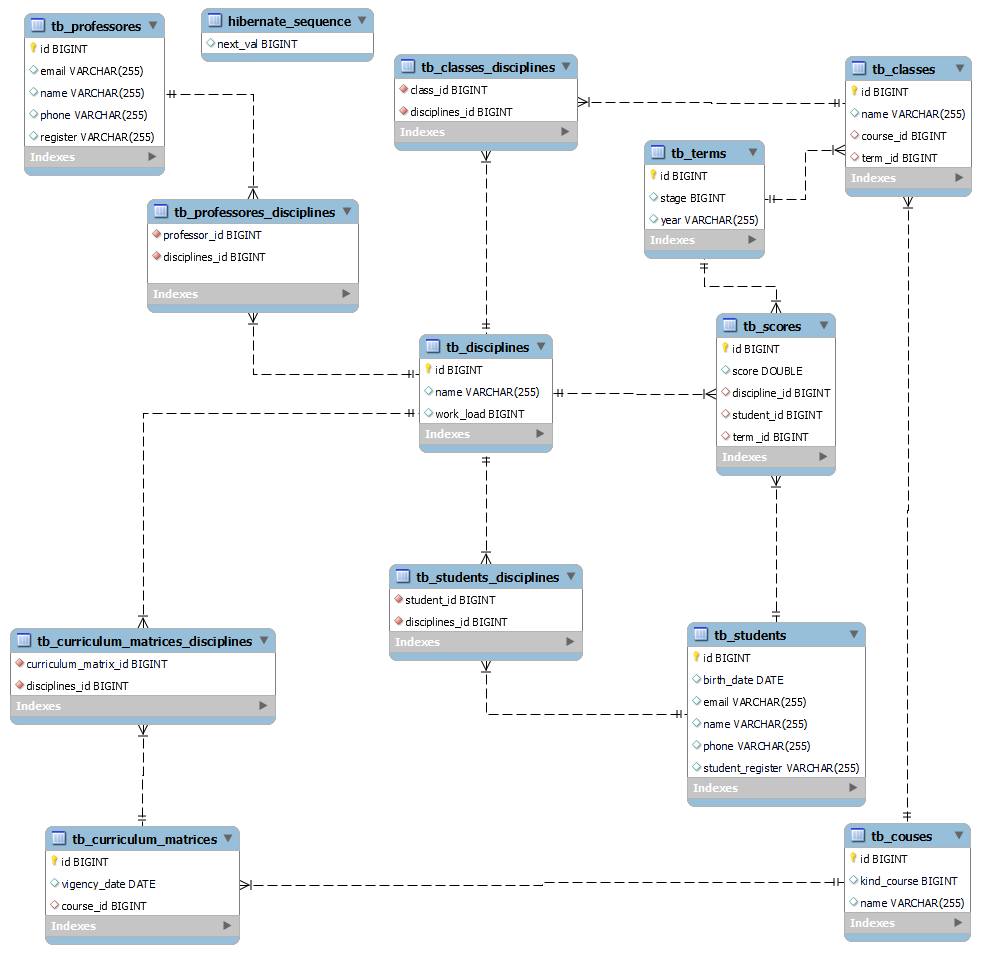 tb_professores
id BIGINT
email VARCHAR(255)
name VARCHAR(255)
phone VARCHAR(255)
register VARCHAR(255)
Indexes
hibernate_sequence
next_val BIGINT
tb_classes_disciplines
class_id BIGINT
disciplines_id BIGINT
Indexes
tb_classes
id BIGINT
name VARCHAR(255)
course_id BIGINT
term_id BIGINT
Indexes
tb_terms
id BIGINT
stage BIGINT
year VARCHAR(255)
Indexes
tb_professores_disciplines
professor_id BIGINT
disciplines_id BIGINT
Indexes
tb_scores
id BIGINT
score DOUBLE
discipline_id BIGINT
student_id BIGINT
term_id BIGINT
Indexes
tb_disciplines
id BIGINT
name VARCHAR(255)
work_load BIGINT
Indexes
tb_students_disciplines
student_id BIGINT
disciplines_id BIGINT
Indexes
tb_curriculum_matrices_disciplines
curriculum_matrix_id BIGINT
disciplines_id BIGINT
Indexes
tb_students
id BIGINT
birth_date DATE
email VARCHAR(255)
name VARCHAR(255)
phone VARCHAR(255)
student_register VARCHAR(255)
Indexes
tb_curriculum_matrices
id BIGINT
vigency_date DATE
course_id BIGINT
Indexes
tb_couses
id BIGINT
kind_course BIGINT
name VARCHAR(255)
Indexes